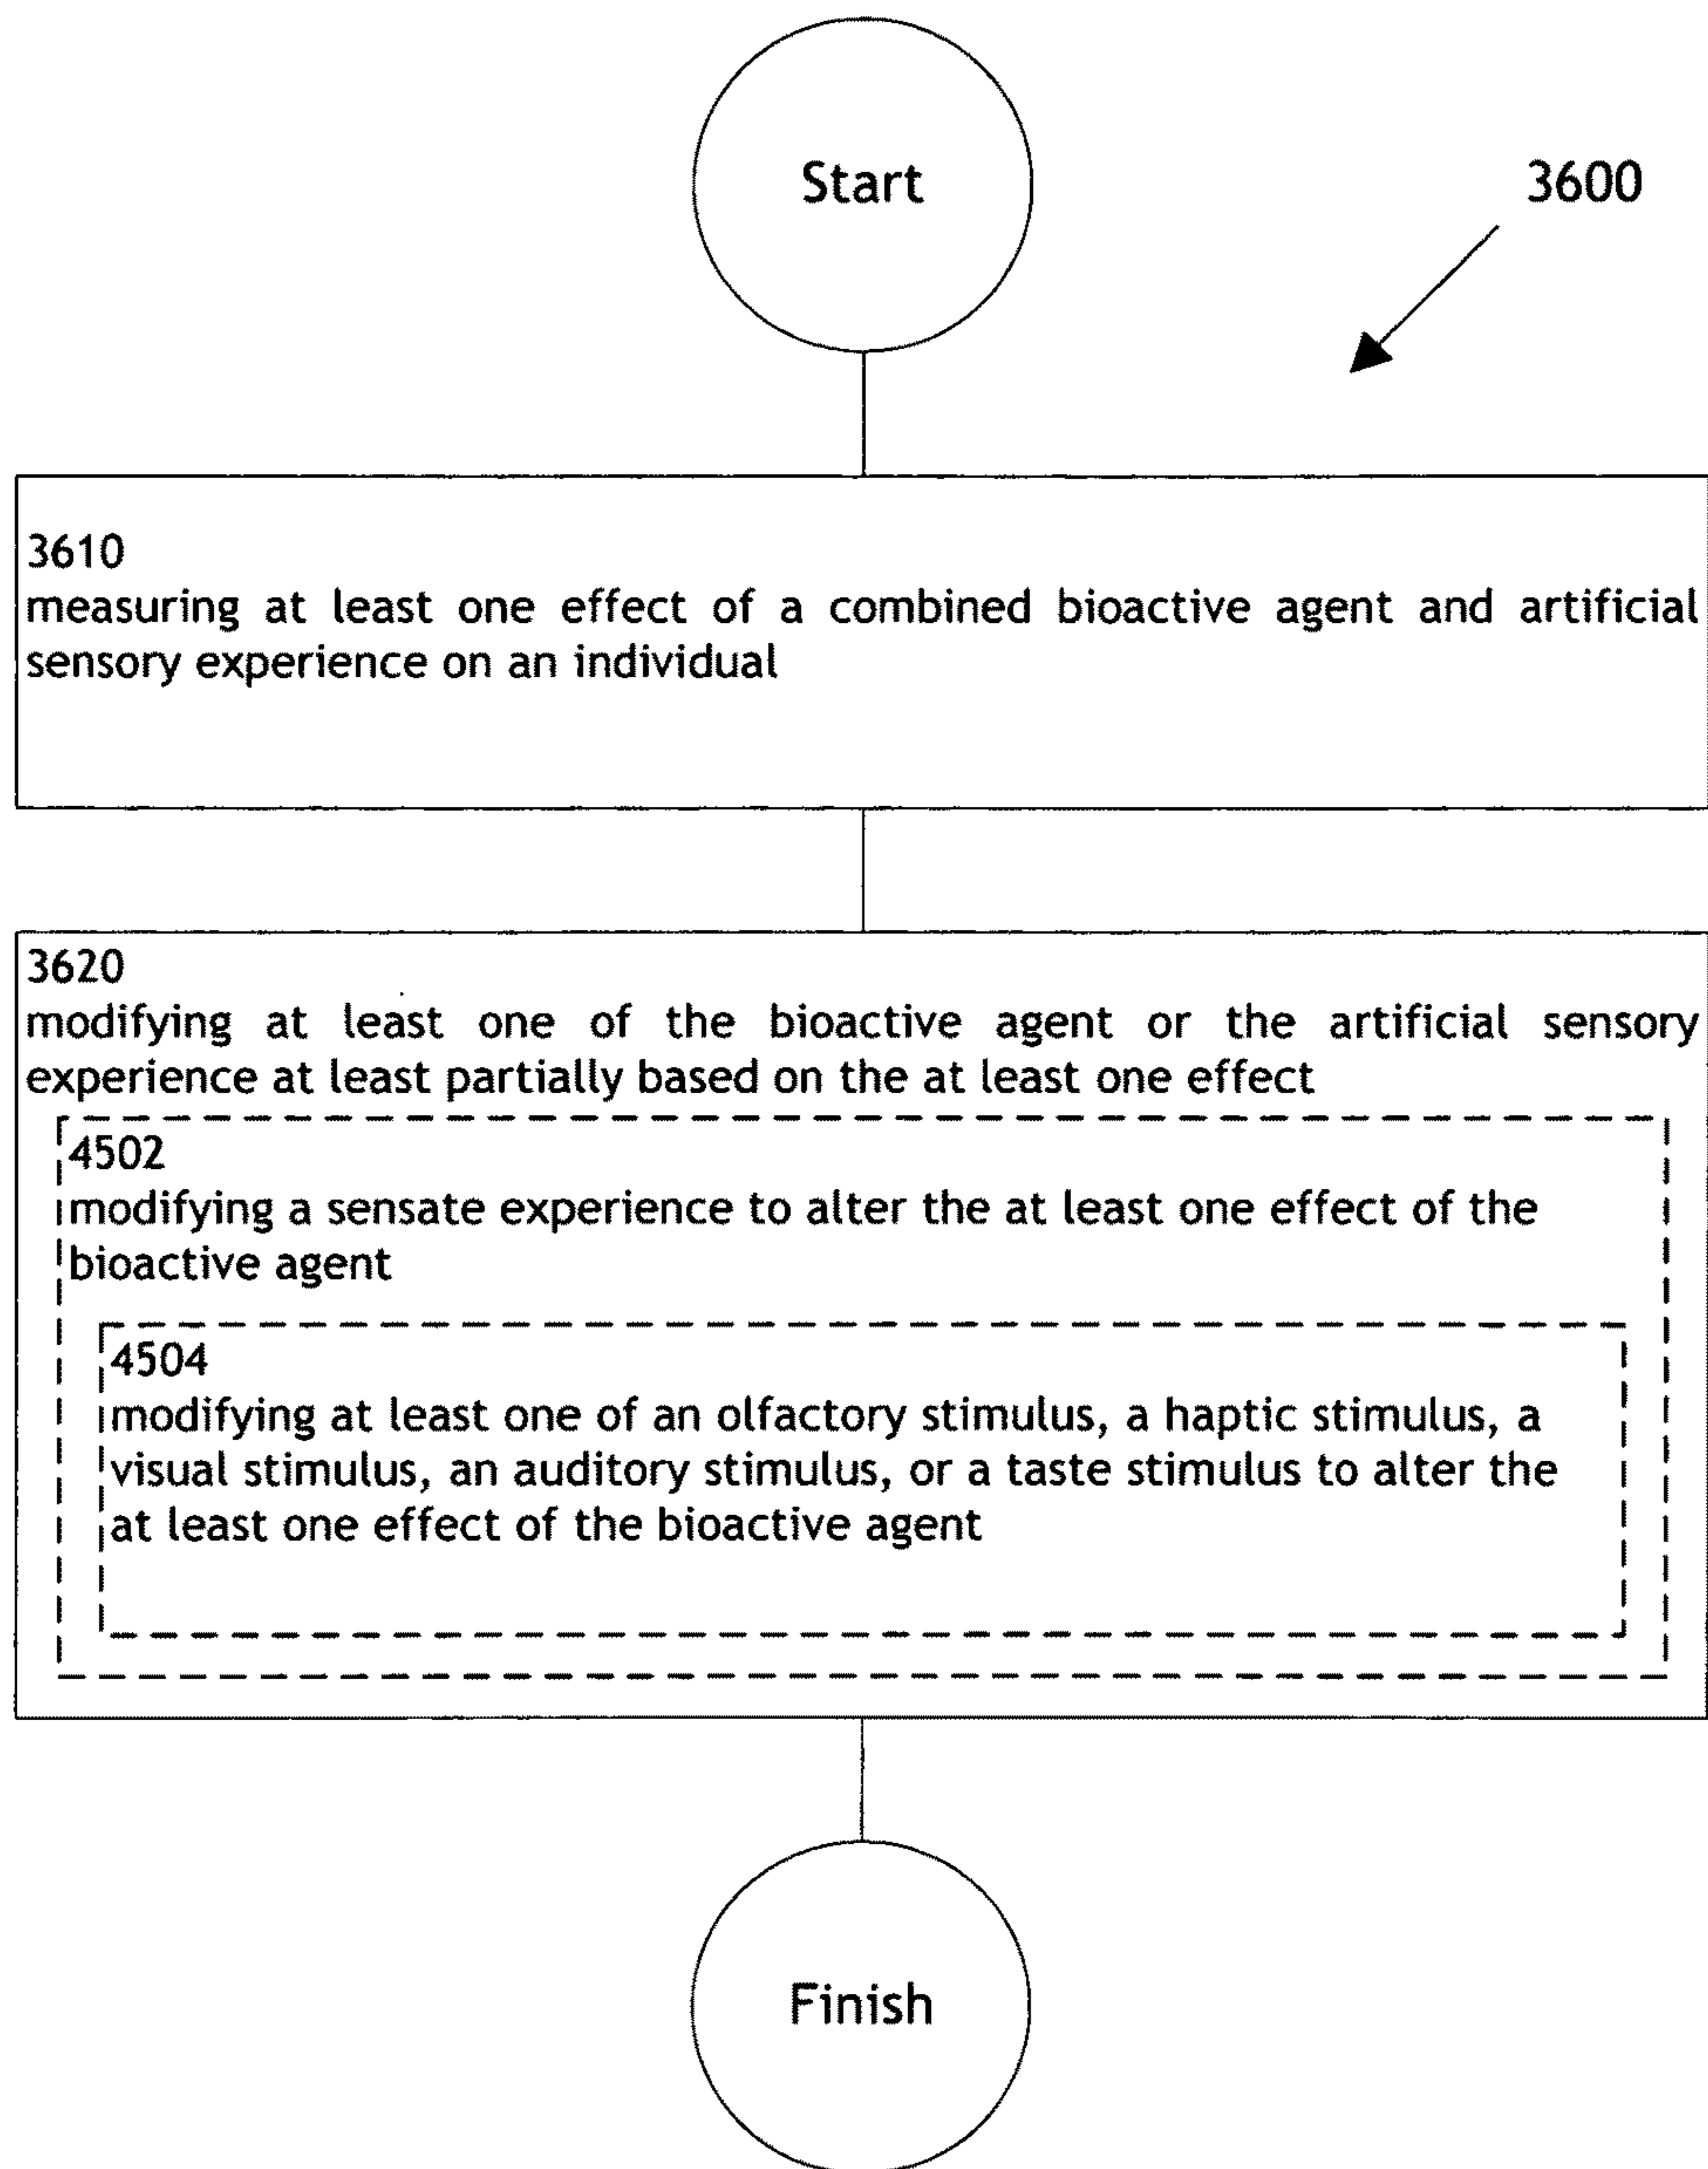 Start
3600
3610
measuring at least one effect of a combined bioactive agent and artificial
sensory experience on an individual
3620
modifying at least one of the bioactive agent or the artificial sensory
experience at least partially based on the at least one effect
4502
modifying a sensate experience to alter the at least one effect of the
bioactive agent
4504
modifying at least one of an olfactory stimulus, a haptic stimulus, a
visual stimulus, an auditory stimulus, or a taste stimulus to alter the
at least one effect of the bioactive agent
Finish